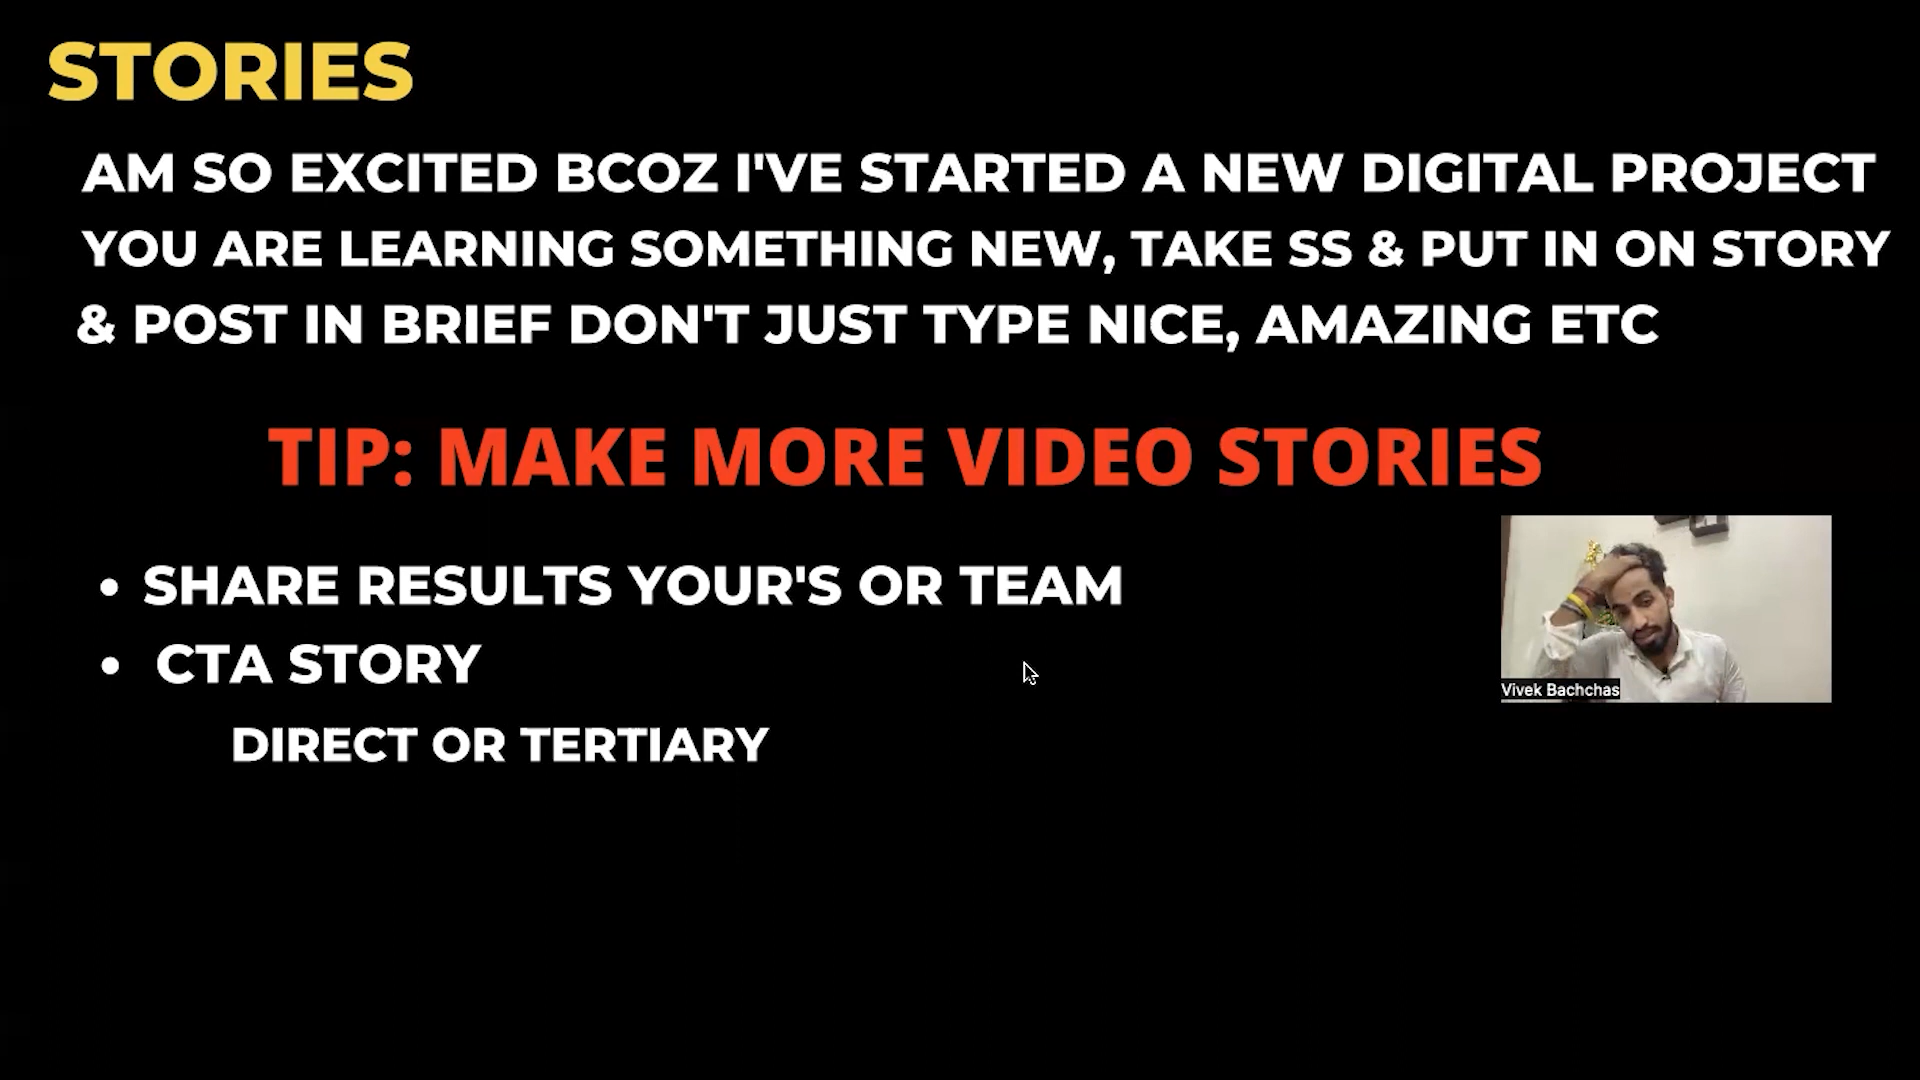 STORIES
AM SO EXCITED BCOZ I'VE STARTED A NEW DIGITAL PROJECT
YOU ARE LEARNING SOMETHING NEW, TAKE SS & PUT IN ON STORY
& POST IN BRIEF DON'T JUST TYPE NICE, AMAZING ETC
TIP: MAKE MORE VIDEO STORIES
• SHARE RESULTS YOUR'S OR TEAM
• CTA STORY
DIRECT OR TERTIARY
Vivek Bachchas